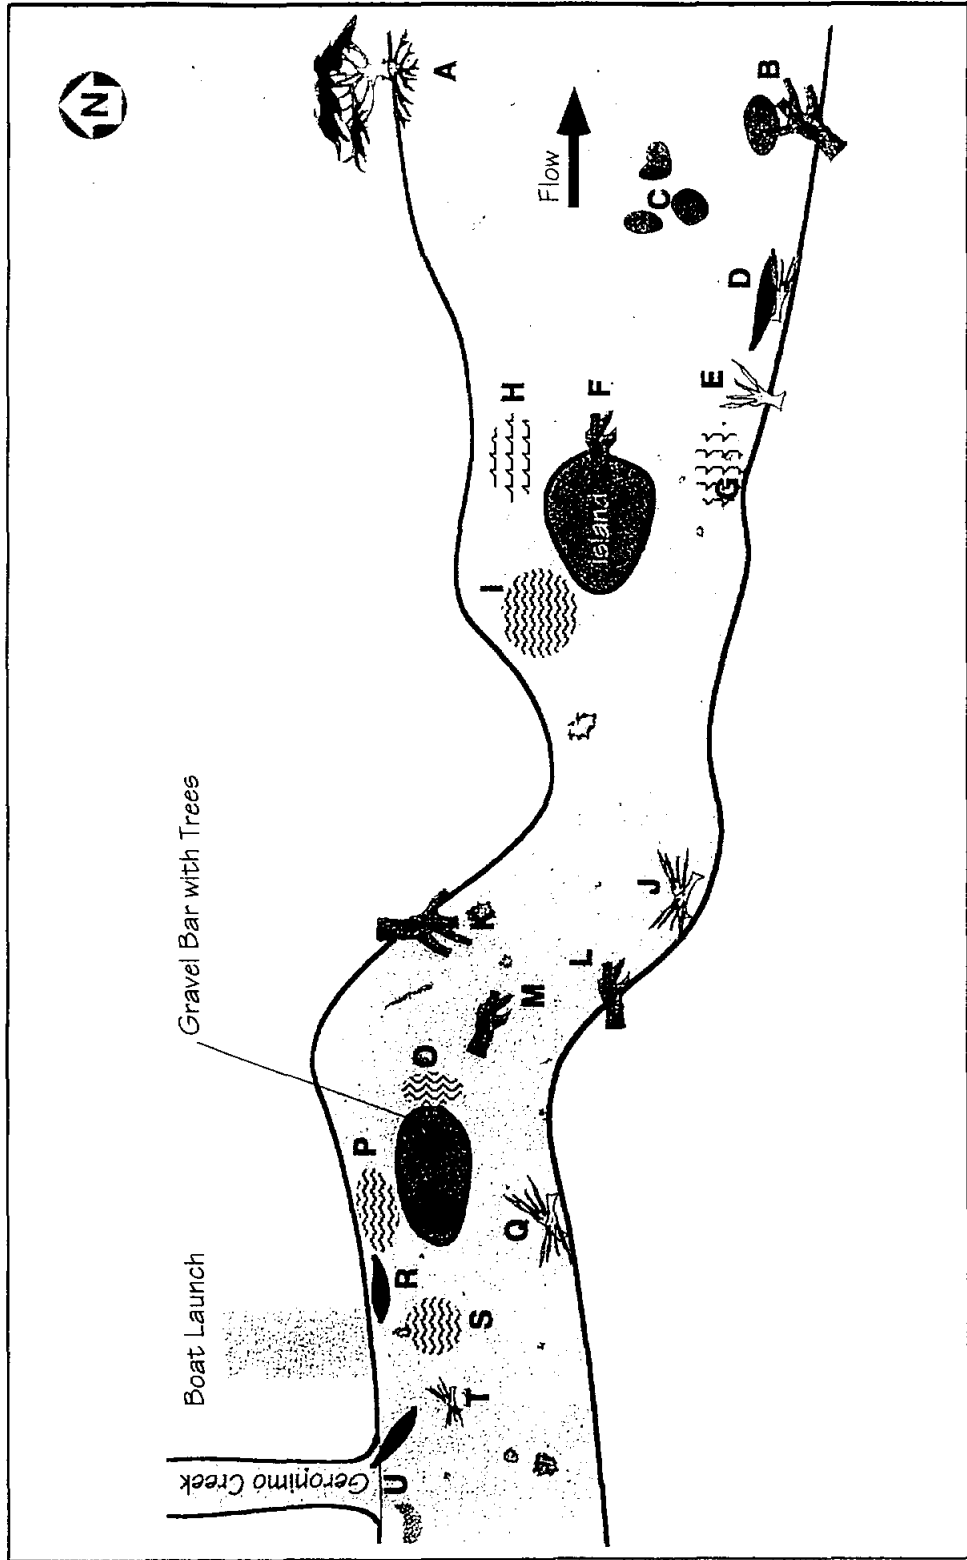 N
A
B
Flow
C
D
E
H
F
G
Island
I
Gravel Bar with Trees
J
K
L
M
O
P
Q
Boat Launch
R
S
T
Geronimo Creek
U